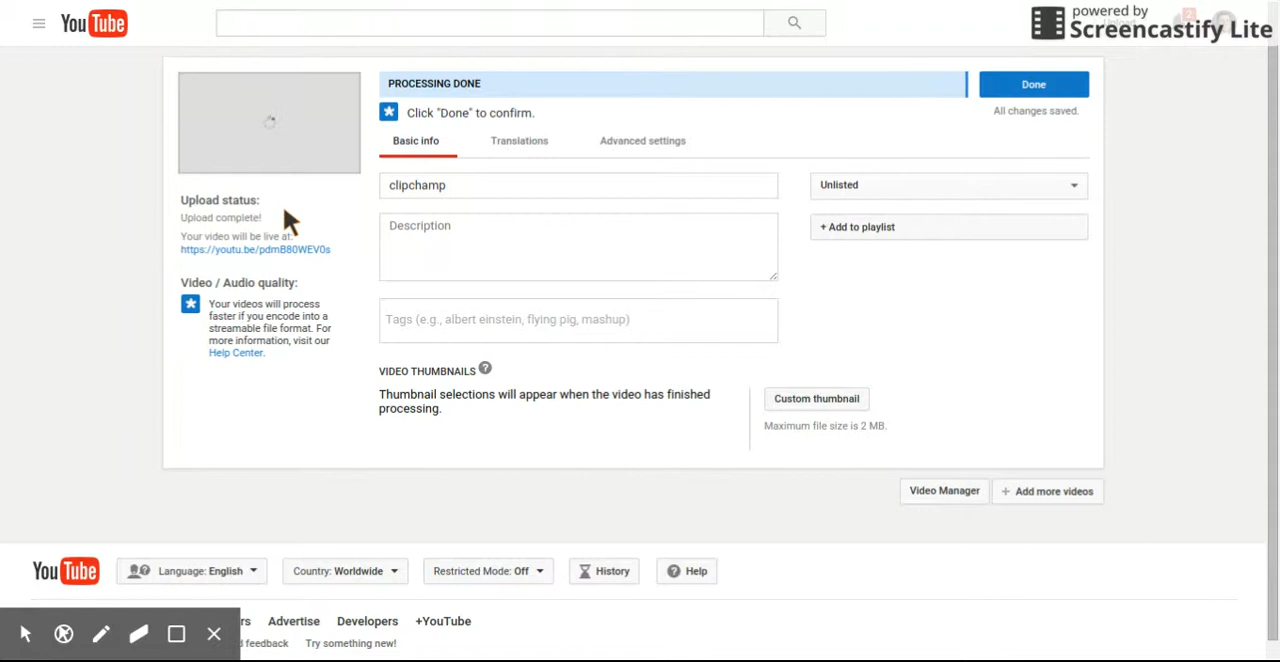 YouTube
powered by
Screencastify Lite
2
PROCESSING DONE
Done
Click "Done" to confirm.
All changes saved.
Basic info
Translations
Advanced settings
clipchamp
Unlisted
Description
+ Add to playlist
Upload status:
Upload complete!
Your video will be live at:
https://youtu.be/pdmB80WEV0s
Video / Audio quality:
Your videos will process
faster if you encode into a
streamable file format. For
more information, visit our
Help Center.
Tags (e.g., albert einstein, flying pig, mashup)
VIDEO THUMBNAILS ?
Thumbnail selections will appear when the video has finished
processing.
Custom thumbnail
Maximum file size is 2 MB.
Video Manager
+ Add more videos
YouTube
Language: English
Country: Worldwide
Restricted Mode: Off
History
? Help
rs
Advertise
Developers
+YouTube
d feedback
Try something new!